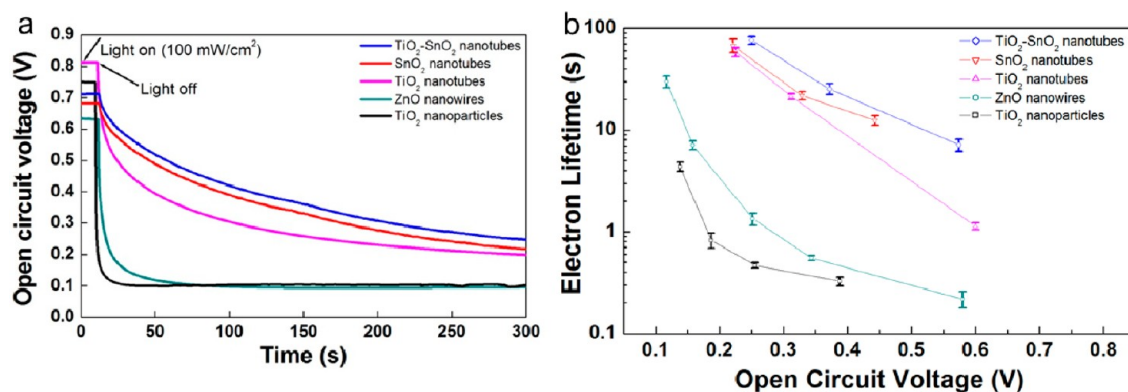 a
0.9
0.8
0.7
0.6
0.5
0.4
0.3
0.2
0.1
0.0
Open circuit voltage (V)
Light on (100 mW/cm²)
Light off
TiO₂-SnO₂ nanotubes
SnO₂ nanotubes
TiO₂ nanotubes
ZnO nanowires
TiO₂ nanoparticles
0 50 100 150 200 250 300
Time (s)
b
100
10
1
0.1
Electron Lifetime (s)
TiO₂-SnO₂ nanotubes
SnO₂ nanotubes
TiO₂ nanotubes
ZnO nanowires
TiO₂ nanoparticles
0.1 0.2 0.3 0.4 0.5 0.6 0.7 0.8
Open Circuit Voltage (V)